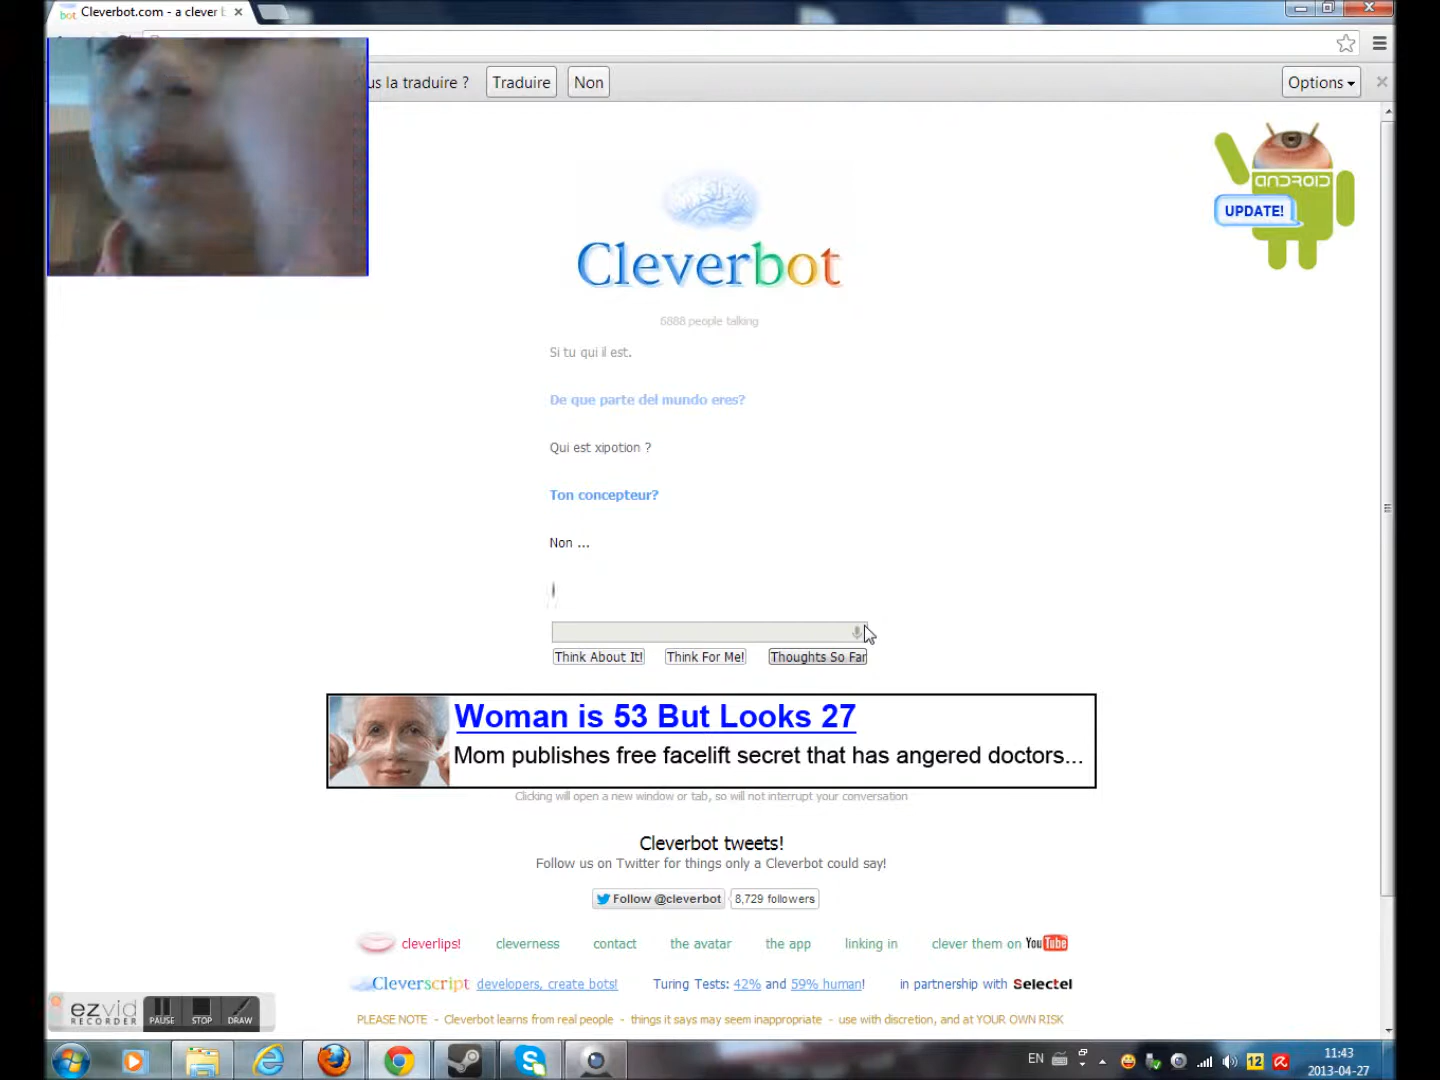 Cleverbot.com - a clever b
us la traduire ?
Traduire
Non
Options
ANDROID
UPDATE!
Cleverbot
6888 people talking
Si tu qui il est.
De que parte del mundo eres?
Qui est xipotion ?
Ton concepteur?
Non ...
Think About It!
Think For Me!
Thoughts So Far
Woman is 53 But Looks 27
Mom publishes free facelift secret that has angered doctors...
Clicking will open a new window or tab, so will not interrupt your conversation
Cleverbot tweets!
Follow us on Twitter for things only a Cleverbot could say!
Follow @cleverbot
8,729 followers
cleverlips!
cleverness
contact
the avatar
the app
linking in
clever them on YouTube
Cleverscript developers, create bots!
Turing Tests: 42% and 59% human!
in partnership with Selectel
PLEASE NOTE - Cleverbot learns from real people - things it says may seem inappropriate - use with discretion, and at YOUR OWN RISK
ezvid
RECORDER
PAUSE
STOP
DRAW
EN
12
11:43
2013-04-27